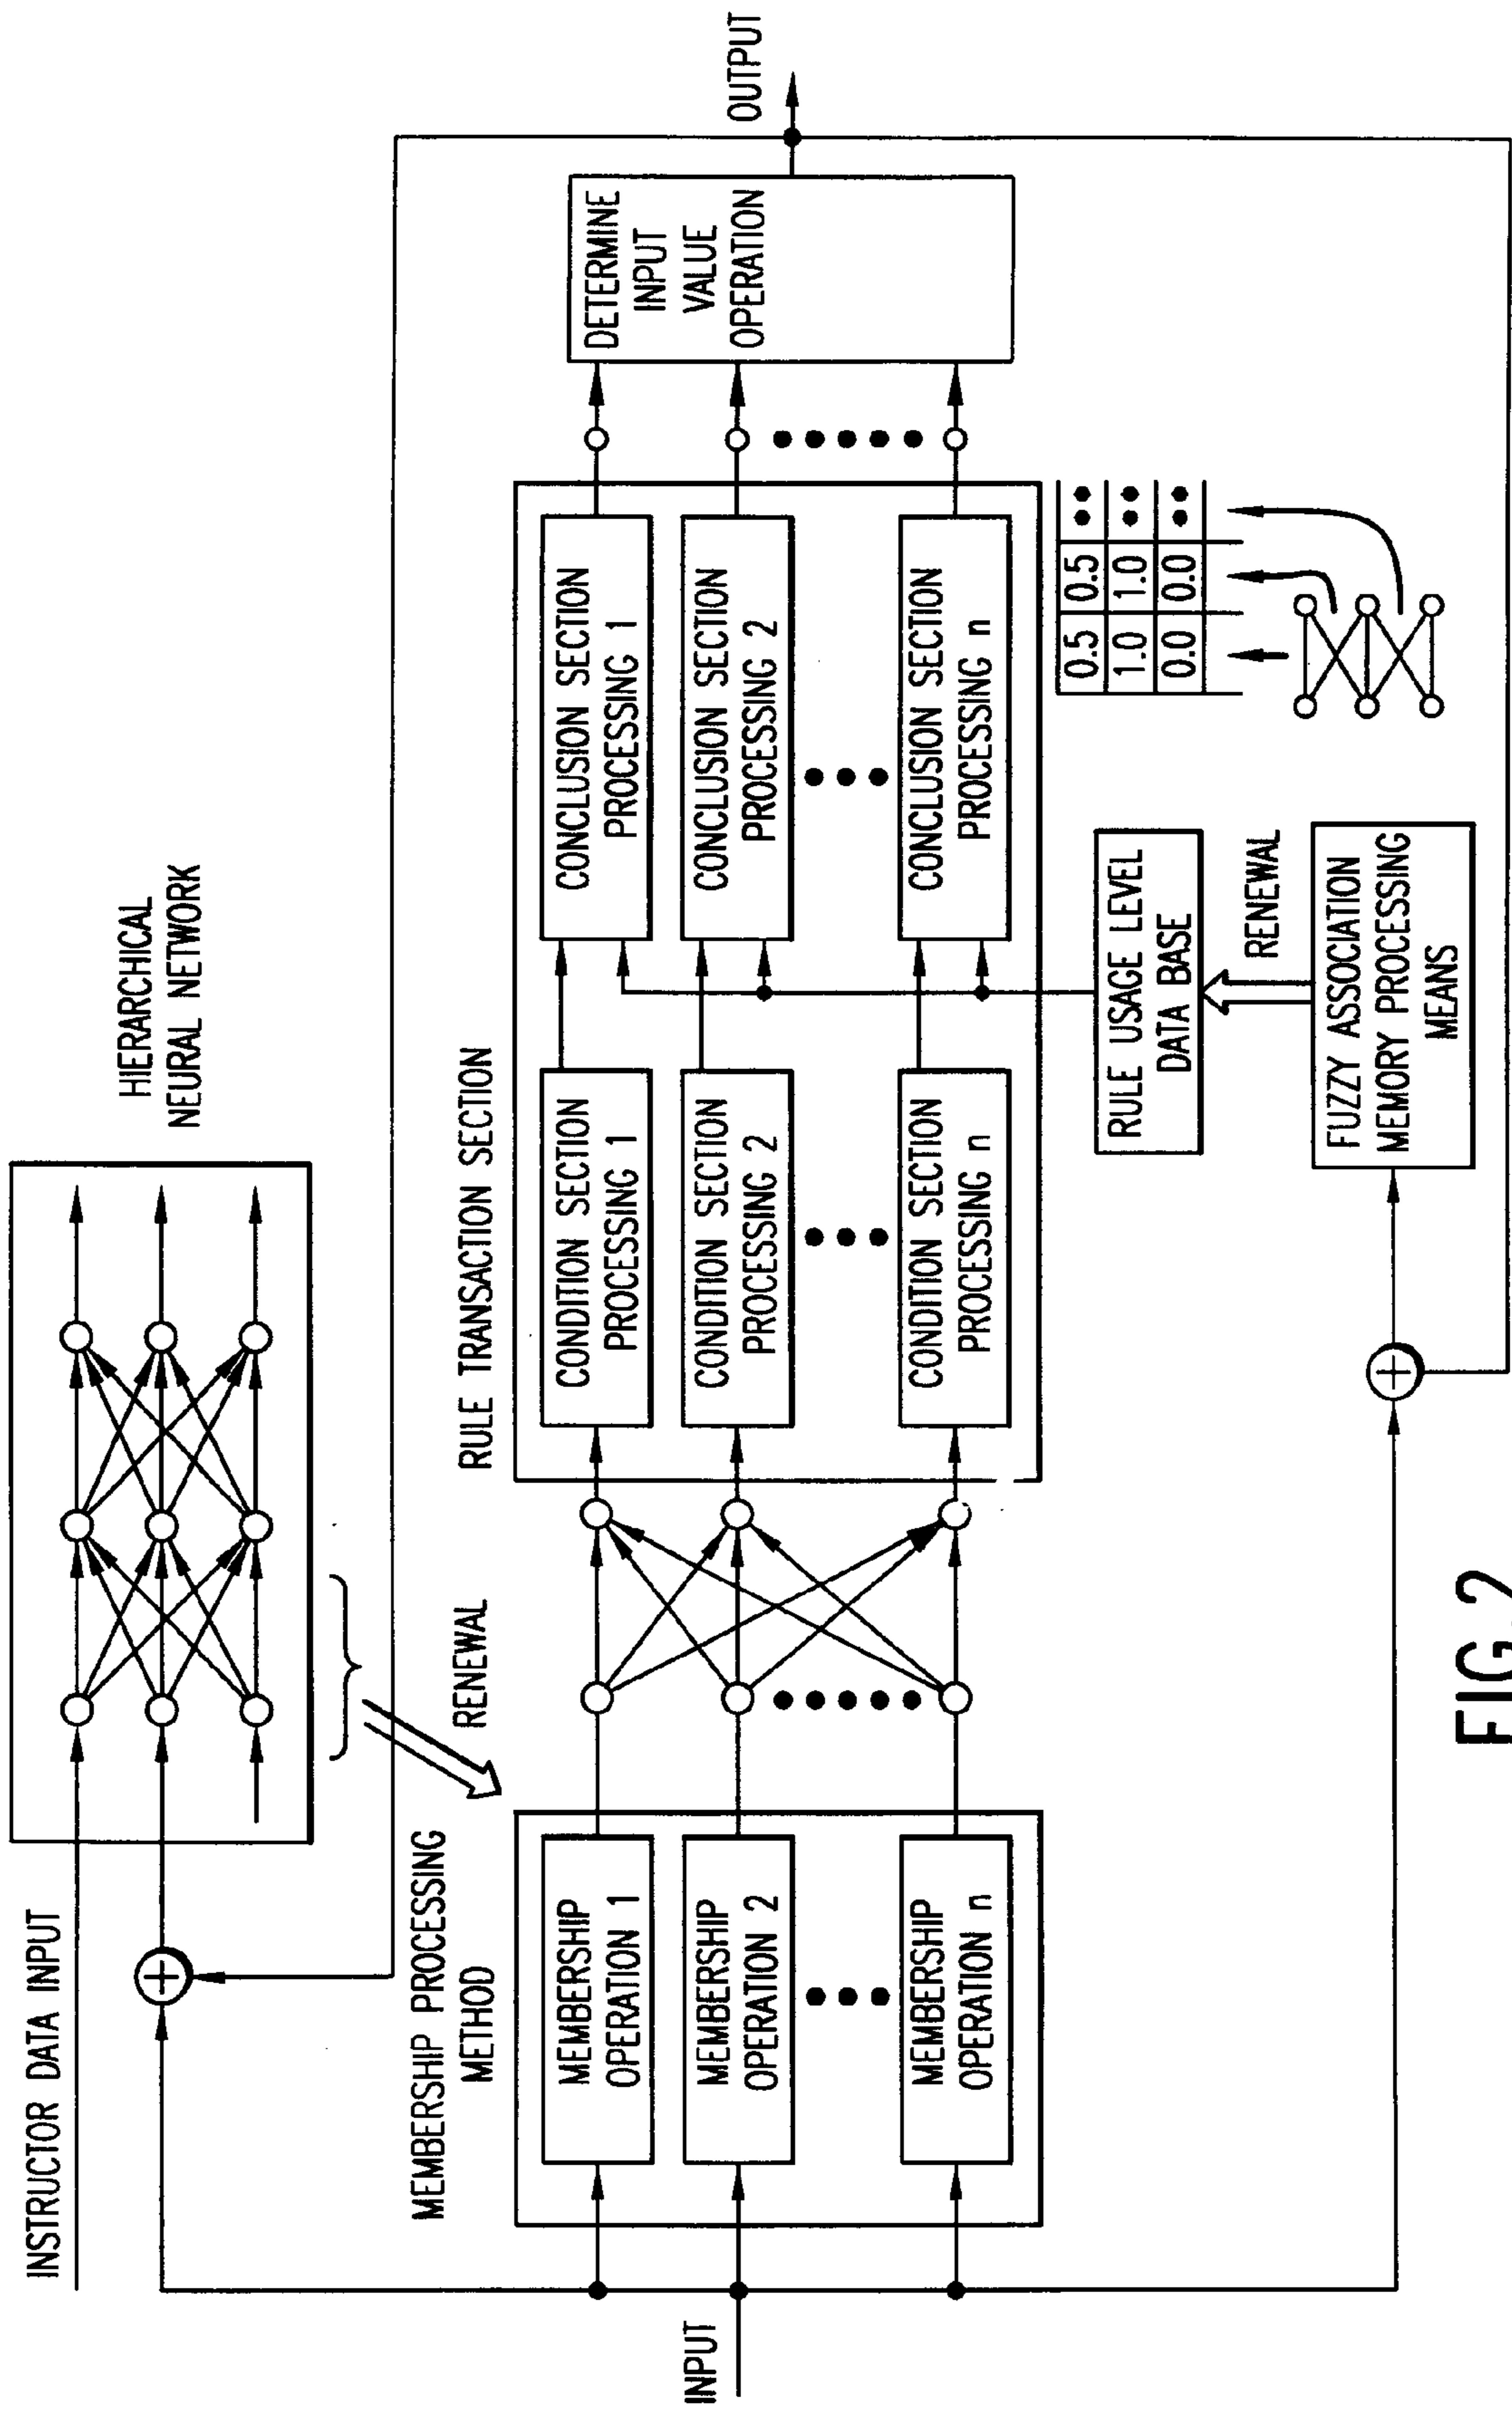 INSTRUCTOR DATA INPUT
HIERARCHICAL
NEURAL NETWORK
MEMBERSHIP PROCESSING
METHOD
RENEWAL
RULE TRANSACTION SECTION
INPUT
MEMBERSHIP
OPERATION 1
MEMBERSHIP
OPERATION 2
MEMBERSHIP
OPERATION n
CONDITION SECTION
PROCESSING 1
CONDITION SECTION
PROCESSING 2
CONDITION SECTION
PROCESSING n
CONCLUSION SECTION
PROCESSING 1
CONCLUSION SECTION
PROCESSING 2
CONCLUSION SECTION
PROCESSING n
DETERMINE
INPUT
VALUE
OPERATION
OUTPUT
RULE USAGE LEVEL
DATA BASE
RENEWAL
FUZZY ASSOCIATION
MEMORY PROCESSING
MEANS
0.5 0.5
1.0 1.0
0.0 0.0
FIG.2